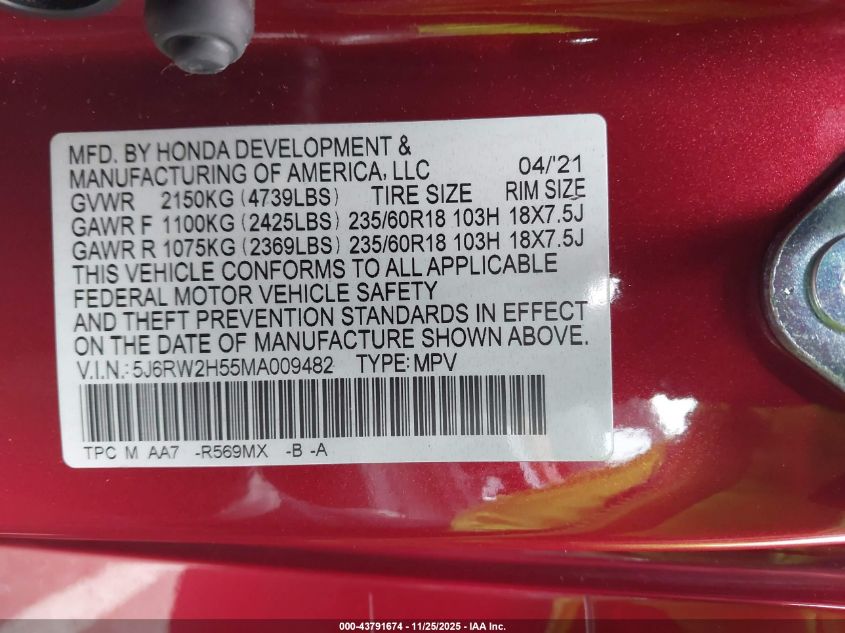 MFD. BY HONDA DEVELOPMENT &
MANUFACTURING OF AMERICA, LLC 04/'21
GVWR 2150KG (4739LBS) TIRE SIZE RIM SIZE
GAWR F 1100KG (2425LBS) 235/60R18 103H 18X7.5J
GAWR R 1075KG (2369LBS) 235/60R18 103H 18X7.5J
THIS VEHICLE CONFORMS TO ALL APPLICABLE
FEDERAL MOTOR VEHICLE SAFETY
AND THEFT PREVENTION STANDARDS IN EFFECT
ON THE DATE OF MANUFACTURE SHOWN ABOVE.
V.I.N.: 5J6RW2H55MA009482 TYPE: MPV
TPC M AA7 -R569MX -B -A
000-43791674 - 11/25/2025 - IAA Inc.